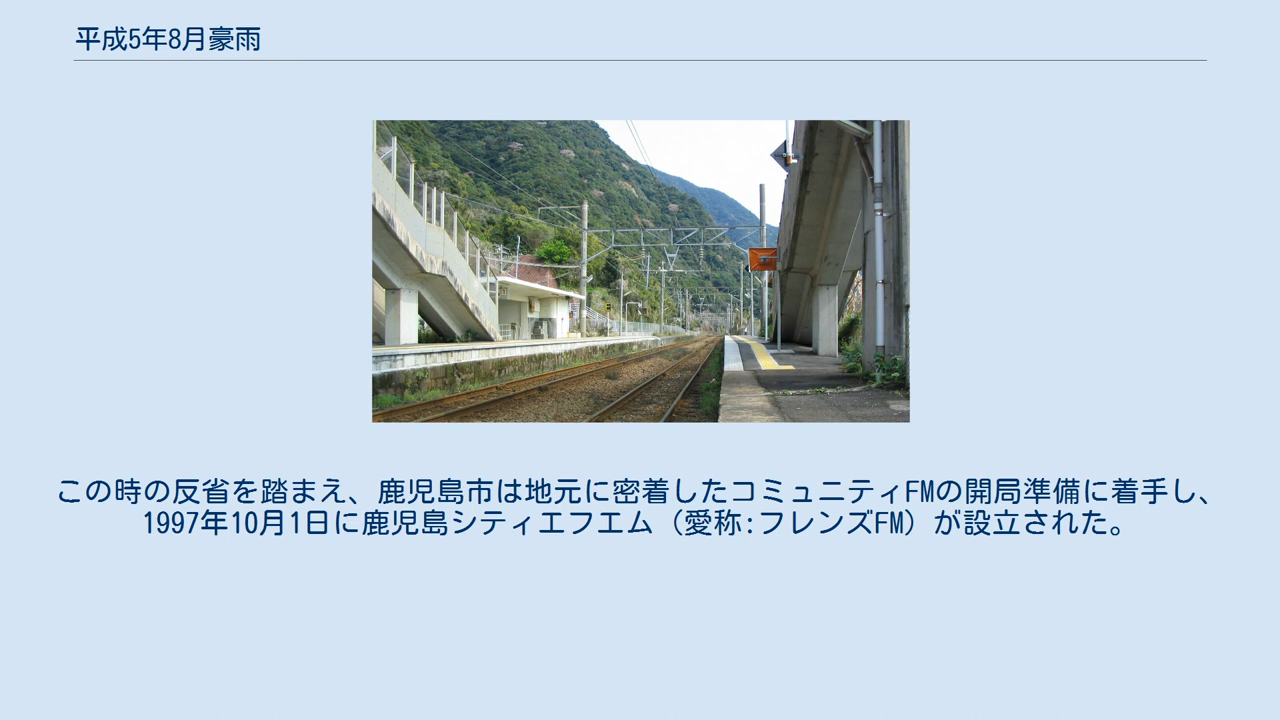 平成5年8月豪雨
この時の反省を踏まえ、鹿児島市は地元に密着したコミュニティFMの開局準備に着手し、
1997年10月1日に鹿児島シティエフエム（愛称:フレンズFM）が設立された。